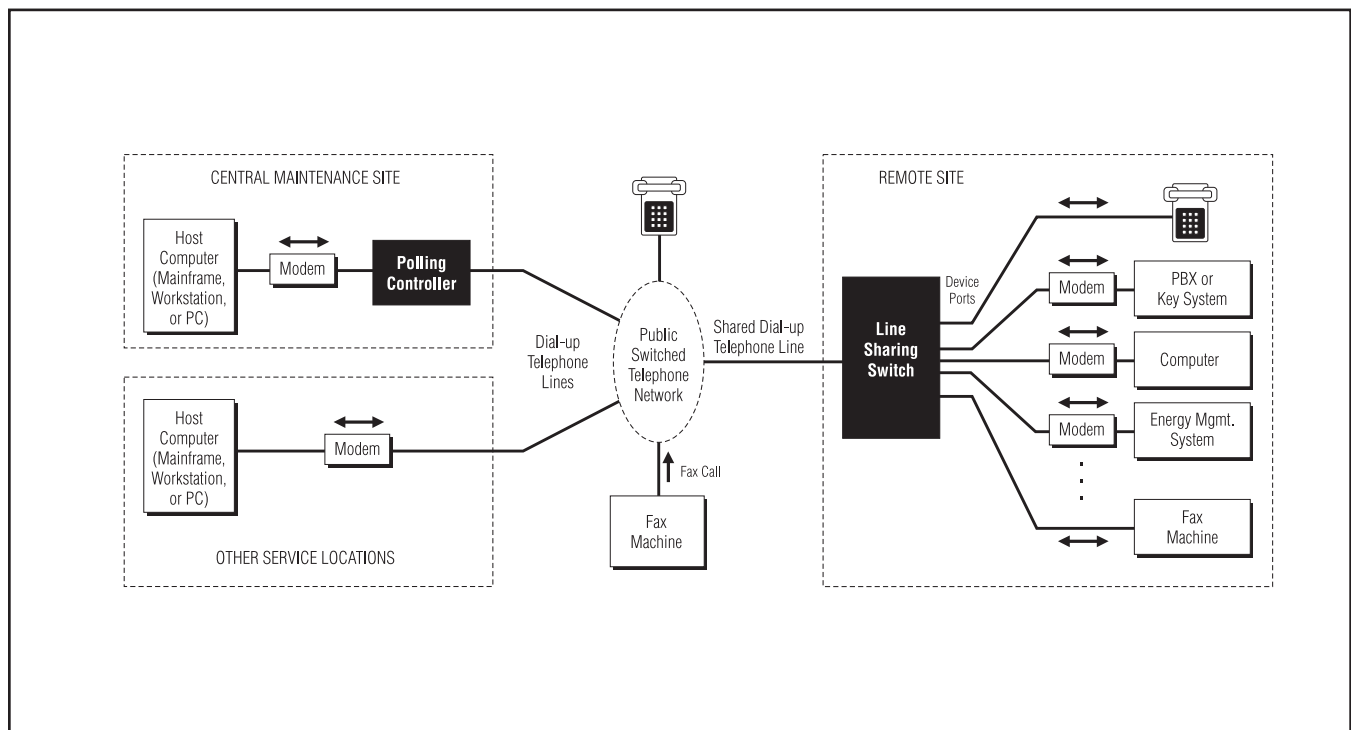 CENTRAL MAINTENANCE SITE
Host
Computer
(Mainframe,
Workstation,
or PC)
Modem
Polling
Controller
Dial-up
Telephone
Lines
Host
Computer
(Mainframe,
Workstation,
or PC)
Modem
OTHER SERVICE LOCATIONS
Public
Switched
Telephone
Network
Fax Call
Fax
Machine
Shared Dial-up
Telephone Line
REMOTE SITE
Line
Sharing
Switch
Device
Ports
Modem
PBX or
Key System
Modem
Computer
Modem
Energy Mgmt.
System
Fax
Machine